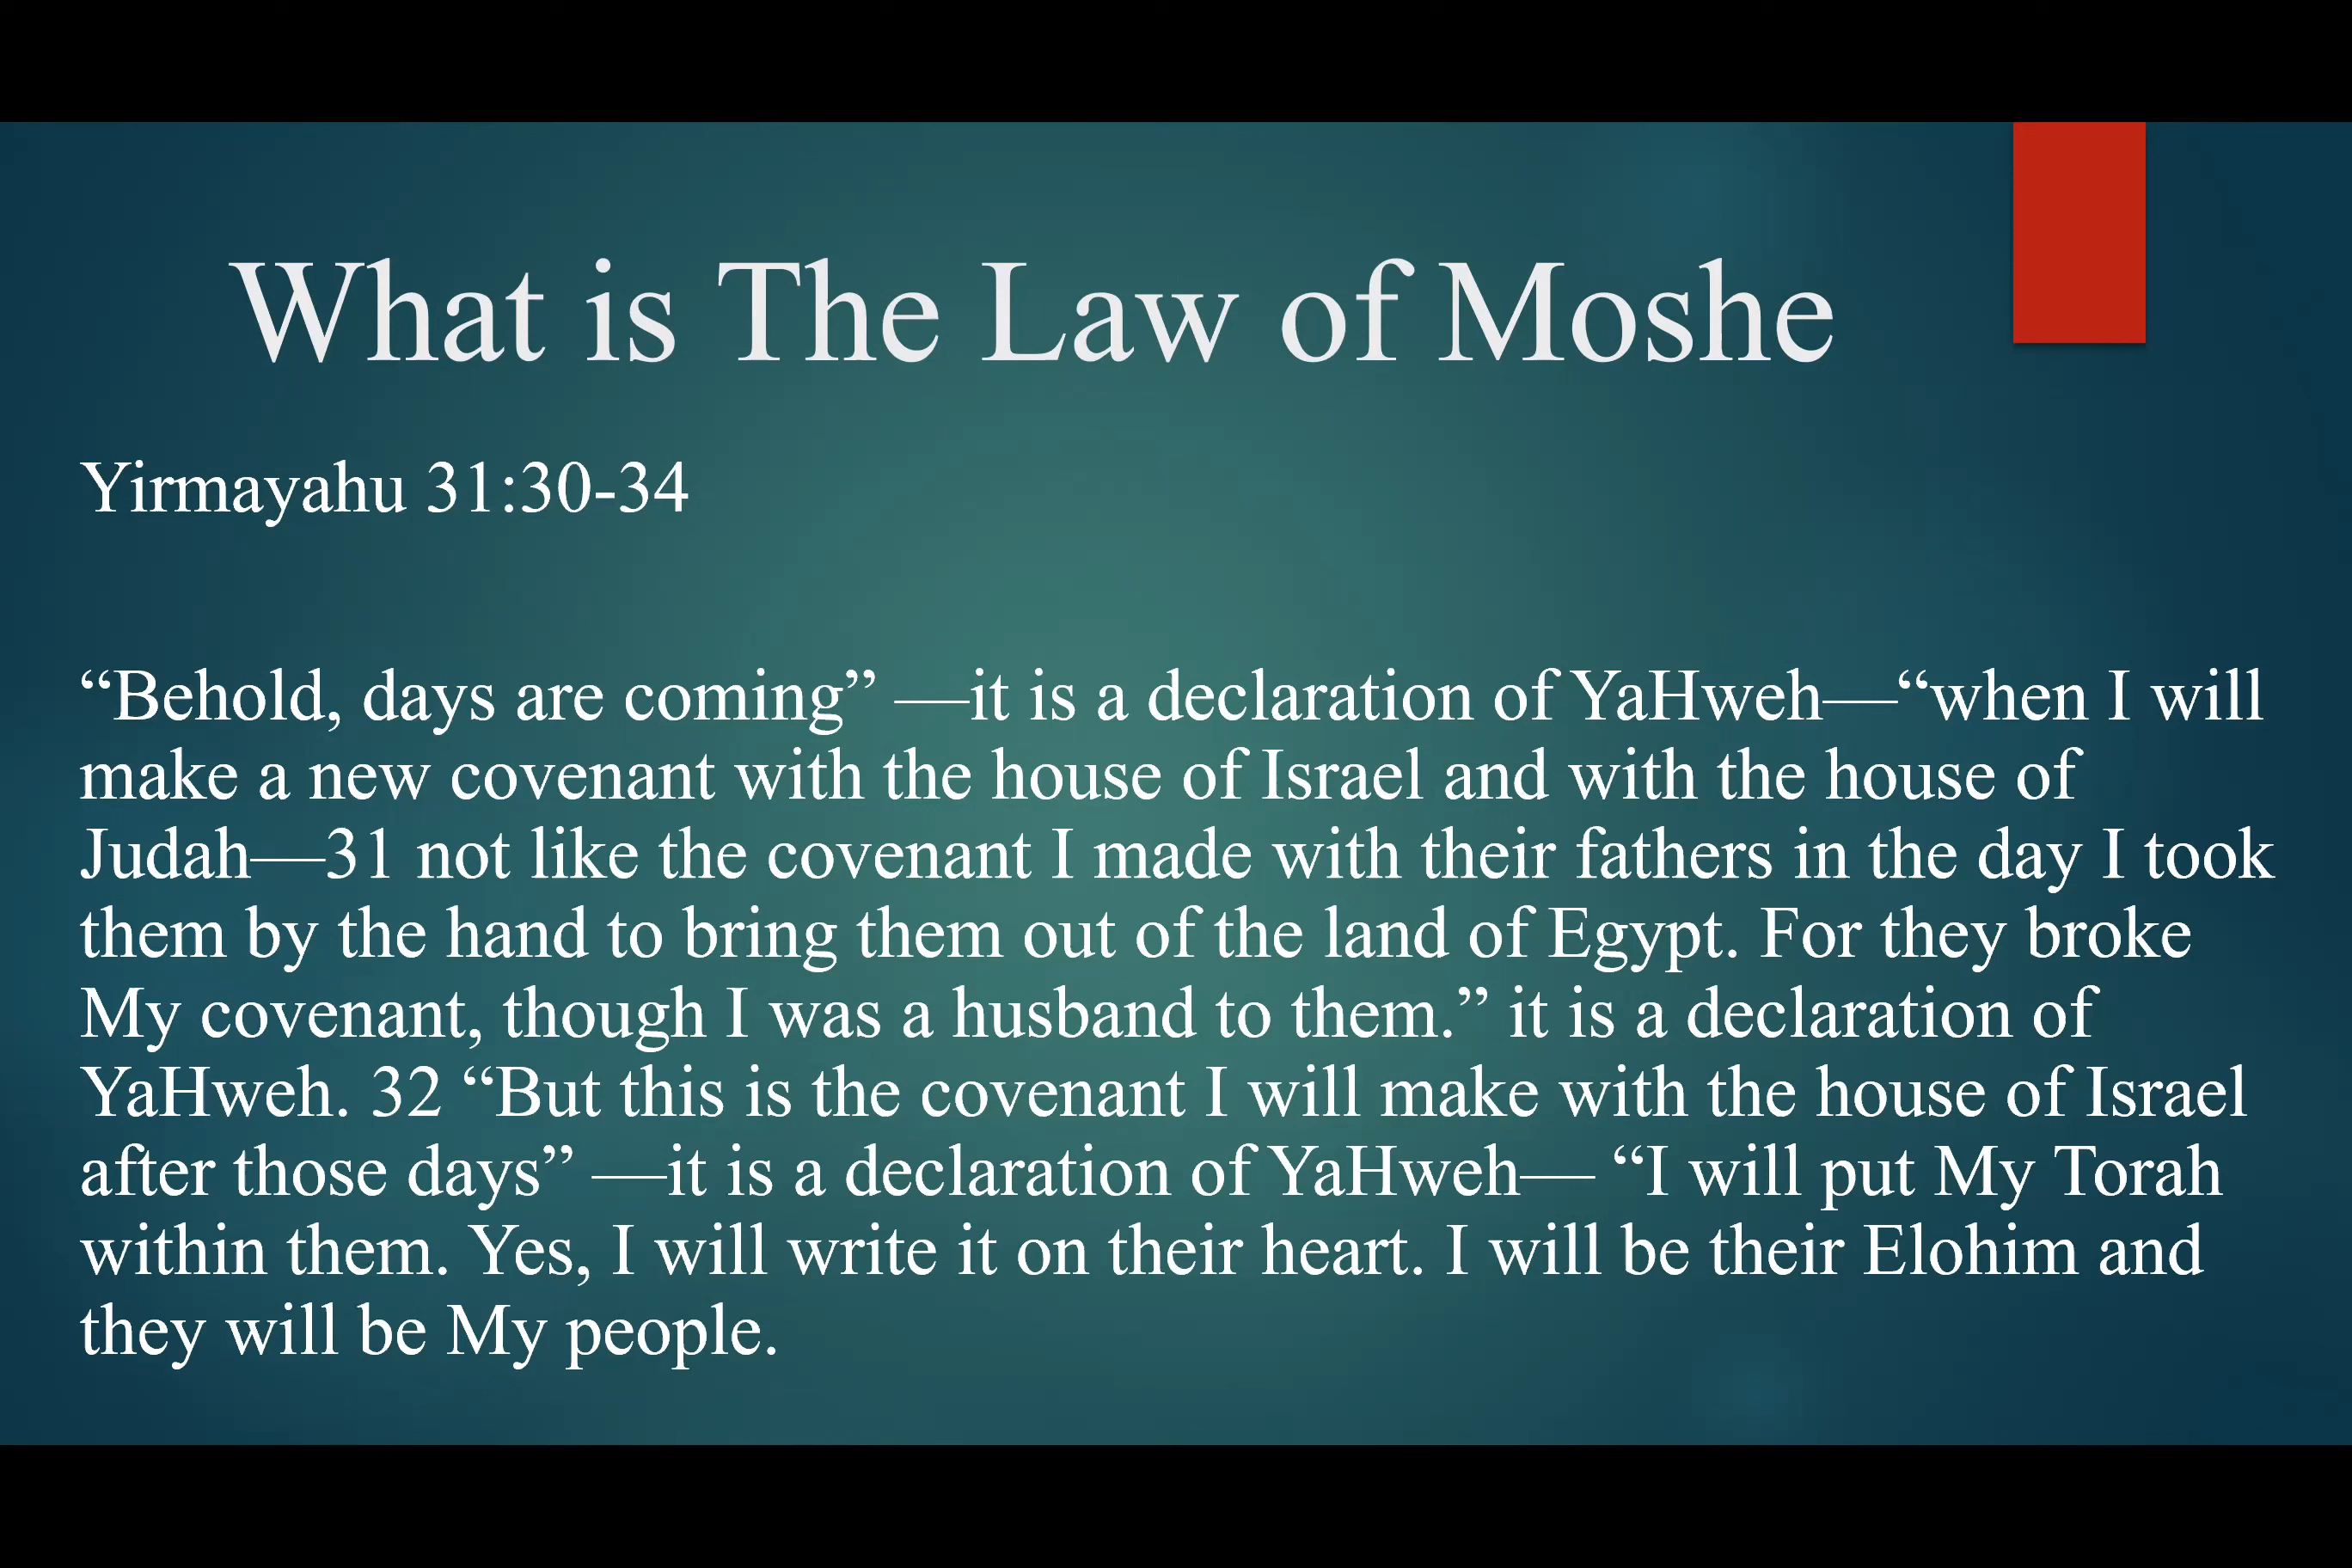 What is The Law of Moshe
Yirmayahu 31:30-34
“Behold, days are coming” —it is a declaration of YaHweh—“when I will
make a new covenant with the house of Israel and with the house of
Judah—31 not like the covenant I made with their fathers in the day I took
them by the hand to bring them out of the land of Egypt. For they broke
My covenant, though I was a husband to them.” it is a declaration of
YaHweh. 32 “But this is the covenant I will make with the house of Israel
after those days” —it is a declaration of YaHweh— “I will put My Torah
within them. Yes, I will write it on their heart. I will be their Elohim and
they will be My people.